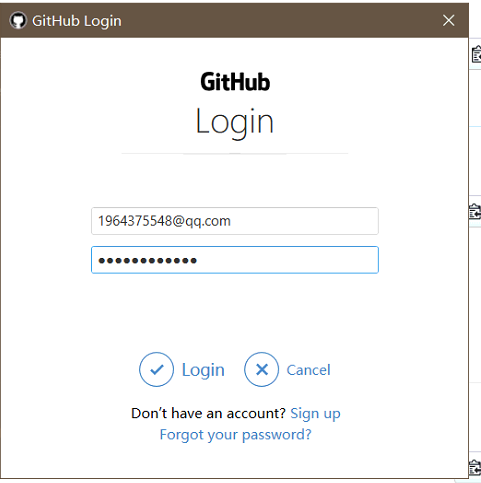 GitHub Login
GitHub
Login
1964375548@qq.com
●●●●●●●●●●●●
Login Cancel
Don’t have an account? Sign up
Forgot your password?